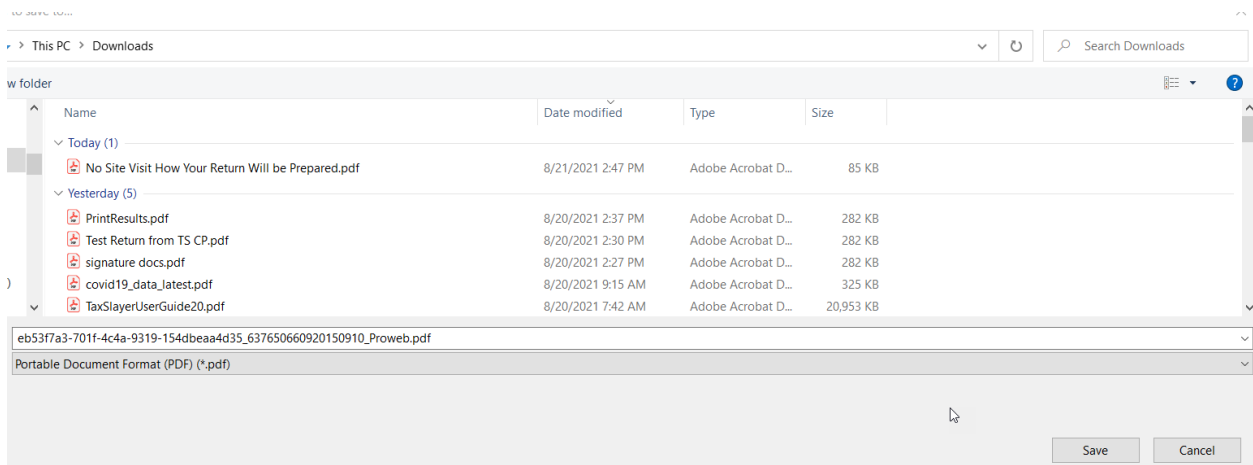 to save to...
This PC > Downloads
Search Downloads
w folder
?
Name Date modified Type Size
Today (1)
No Site Visit How Your Return Will be Prepared.pdf 8/21/2021 2:47 PM Adobe Acrobat D... 85 KB
Yesterday (5)
PrintResults.pdf 8/20/2021 2:37 PM Adobe Acrobat D... 282 KB
Test Return from TS CP.pdf 8/20/2021 2:30 PM Adobe Acrobat D... 282 KB
signature docs.pdf 8/20/2021 2:27 PM Adobe Acrobat D... 282 KB
) covid19_data_latest.pdf 8/20/2021 9:15 AM Adobe Acrobat D... 325 KB
TaxSlayerUserGuide20.pdf 8/20/2021 7:42 AM Adobe Acrobat D... 20,953 KB
eb53f7a3-701f-4c4a-9319-154dbeaa4d35_637650660920150910_Proweb.pdf
Portable Document Format (PDF) (*.pdf)
Save Cancel